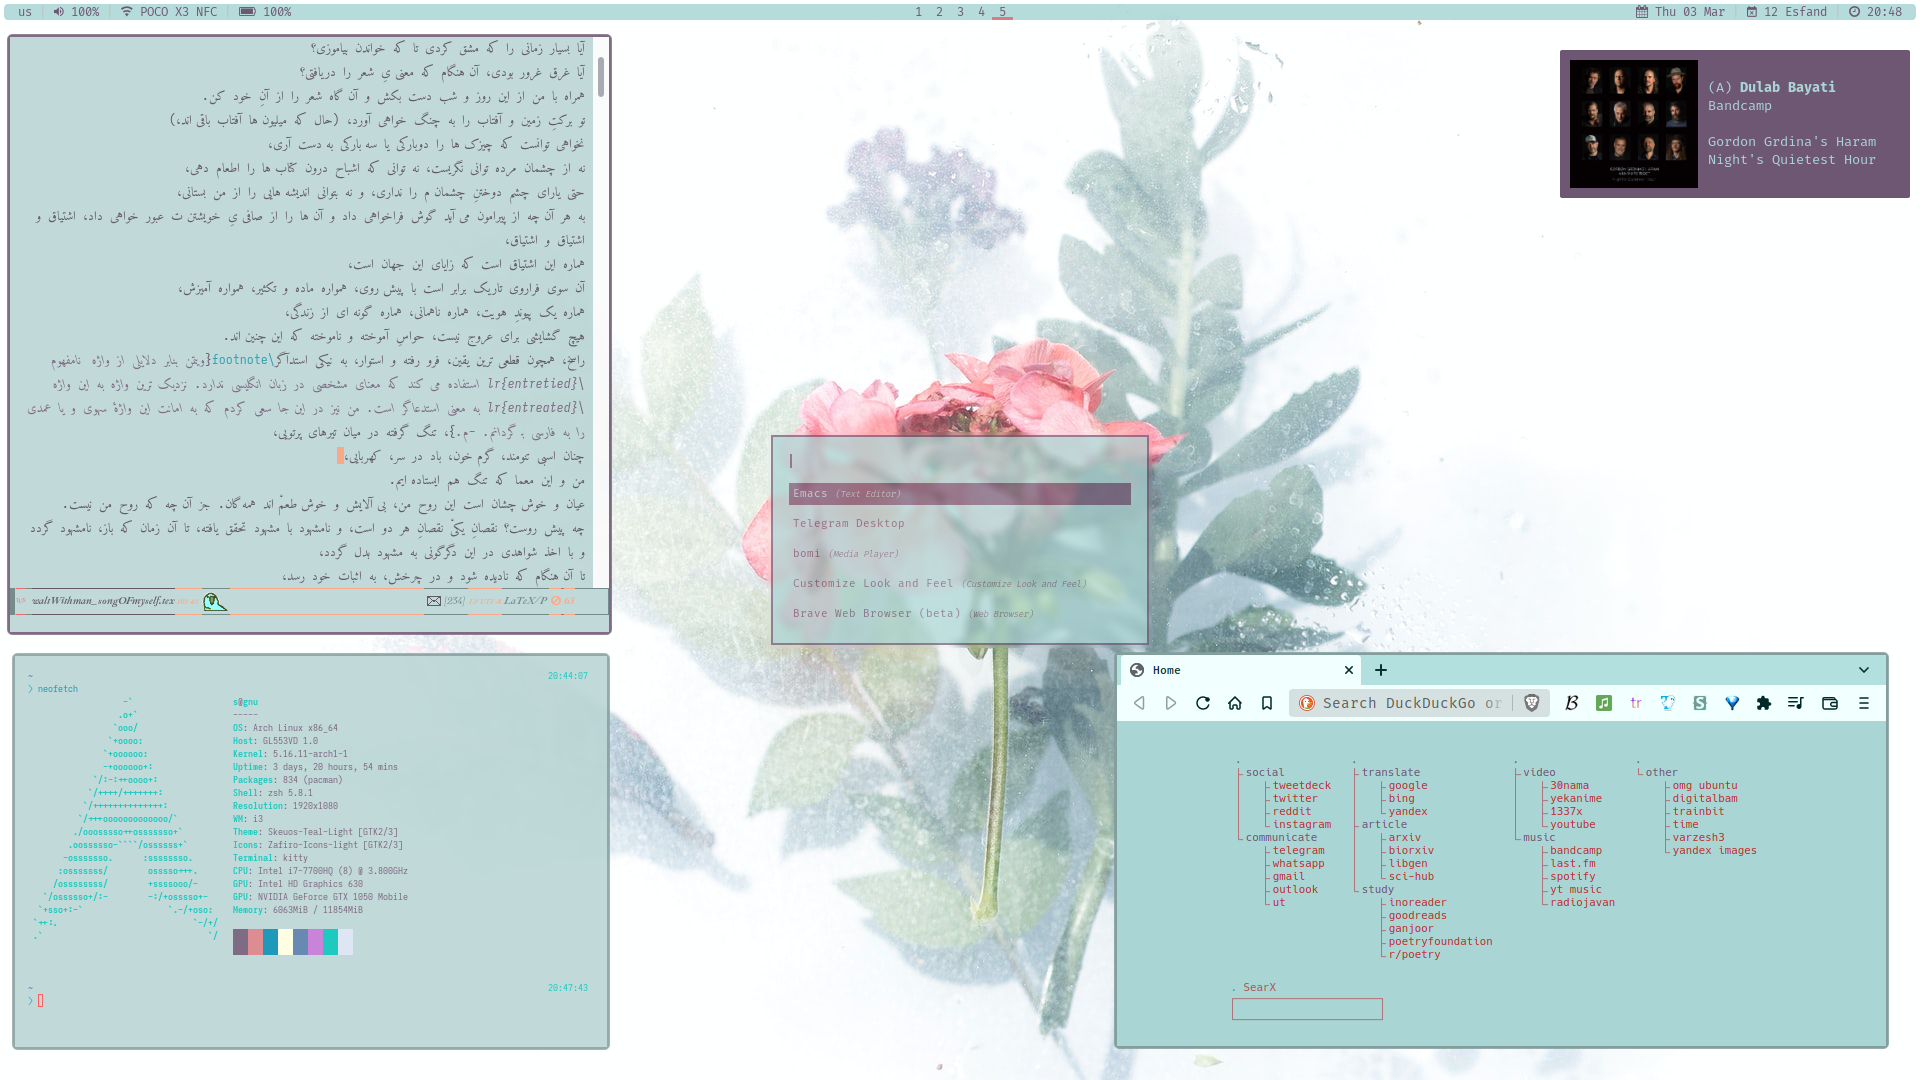 us 100% POCO X3 NFC 100%
1 2 3 4 5
Thu 03 Mar 12 Esfand 20:48
آیا بسیار زمانی را که مشق کردی تا که خواندن بیاموزی؟
آیا غرق غرور بودی، آن هنگام که معنی یِ شعر را دریافتی؟
همراه با من از این روز و شب دست بکش و آن گاه شعر را از آنِ خود کن.
تو برکتِ زمین و آفتاب را به چنگ خواهی آورد، (حال که میلیون ها آفتاب باقی اند،)
نخواهی توانست که چیزک ها را دوبارکی یا سه بارکی به دست آری،
نه از چشمان مرده توانی نگریست، نه توانی که اشباح درون کتاب ها را اطعام دهی،
حتی یارای چشم دوختنِ چشمان م را نداری، و نه بتوانی اندیشه هایی را از من بستانی،
به هر آن چه از پیرامون می آید گوش فراخواهی داد و آن ها را از صافی یِ خویشتن ت عبور خواهی داد، اشتیاق و
اشتیاق و اشتیاق،
هماره این اشتیاق است که زایای این جهان است،
آن سوی فراروی تاریک برابر است با پیش روی، همواره ماده و تکثیر، همواره آمیزش،
هماره یک پیوندِ هویت، هماره ناهمانی، هماره گونه ای از زندگی،
هیچ گشایشی برای عروج نیست، حواسِ آموخته و ناموخته که این چنین اند.
راسخ، همچون قطعی ترین یقین، فرو رفته و استوار، به نیکی استدآگر\footnote{ویتمَن بنابر دلایلی از واژه نامفهوم
\lr{entretied} استفاده می کند که معنای مشخصی در زبان انگلیسی ندارد. نزدیک ترین واژه به این واژه
\lr{entreated} به معنی استدعاگر است. من نیز در این جا سعی کردم که به امانت این واژهٔ سهوی و یا عمدی
را به فارسی بـ گردانم. -م.}، تنگ گرفته در میان تیرهای پرتویی،
چنان اسبی تنومند، گرم خون، باد در سر، کهربایی،
من و این معما که تنگ هم ایستاده ایم.
عیان و خوش چشان است این روح من، بی آلایش و خوش طعمْ اند همه گان. جز آن چه که روح من نیست.
چه پیش روست؟ نقصانِ یکیْ نقصانِ هر دو است، و نامشهود با مشهود تحقق یافته، تا آن زمان که باز، نامشهود گردد
و با اخذ شواهدی در این دگرگونی به مشهود بدل گردد،
تا آن هنگام که نادیده شود و در چرخش، به اثبات خود رسد،
waltWithman_songOFmyself.tex [234] LaTeX/P 63
(A) Dulab Bayati
Bandcamp
Gordon Grdina's Haram
Night's Quietest Hour
Emacs (Text Editor)
Telegram Desktop
bomi (Media Player)
Customize Look and Feel (Customize Look and Feel)
Brave Web Browser (beta) (Web Browser)
~ 20:44:07
❯ neofetch
s@gnu
-----
OS: Arch Linux x86_64
Host: GL553VD 1.0
Kernel: 5.16.11-arch1-1
Uptime: 3 days, 20 hours, 54 mins
Packages: 834 (pacman)
Shell: zsh 5.8.1
Resolution: 1920x1080
WM: i3
Theme: Skeuos-Teal-Light [GTK2/3]
Icons: Zafiro-Icons-light [GTK2/3]
Terminal: kitty
CPU: Intel i7-7700HQ (8) @ 3.800GHz
GPU: Intel HD Graphics 630
GPU: NVIDIA GeForce GTX 1050 Mobile
Memory: 6063MiB / 11854MiB
~ 20:47:43
❯
Home
Search DuckDuckGo or
social
tweetdeck
twitter
reddit
instagram
communicate
telegram
whatsapp
gmail
outlook
ut
translate
google
bing
yandex
article
arxiv
biorxiv
libgen
sci-hub
study
inoreader
goodreads
ganjoor
poetryfoundation
r/poetry
video
30nama
yekanime
1337x
youtube
music
bandcamp
last.fm
spotify
yt music
radiojavan
other
omg ubuntu
digitalbam
trainbit
time
varzesh3
yandex images
. SearX